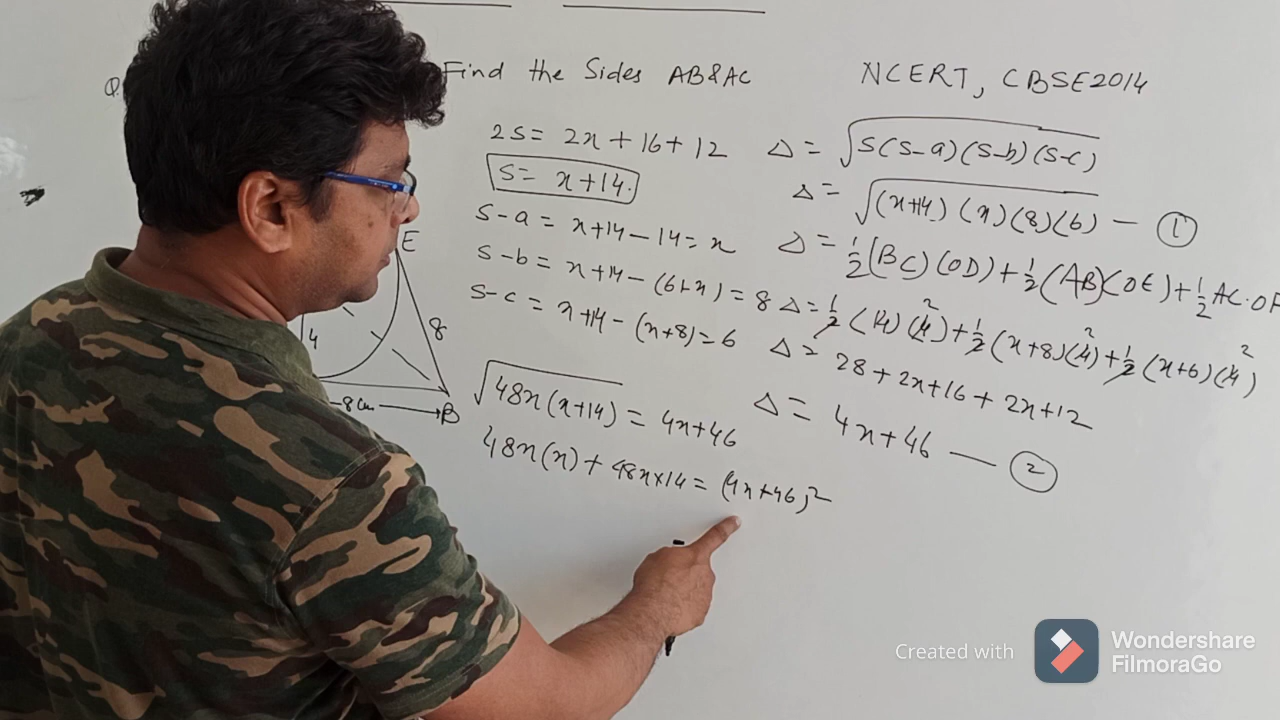 Q.
Find the Sides AB&AC
NCERT, CBSE2014
2s = 2x + 16 + 12
s = x+14.
s-a = x+14-14 = x
s-b = x+14-(6+x) = 8
s-c = x+14-(x+8) = 6
√48x(x+14) = 4x+46
48x(x) + 48x×14 = (4x+46)²
Δ = √s(s-a)(s-b)(s-c)
Δ = √(x+14)(x)(8)(6) — ①
Δ = ½(BC)(OD) + ½(AB)(OE) + ½ AC.OF
Δ = ½(14)(4)² + ½(x+8)(4)² + ½(x+6)(4)²
Δ = 28 + 2x+16 + 2x+12
Δ = 4x+46 — ②
E
4
8
8cm
B
Created with
Wondershare
FilmoraGo